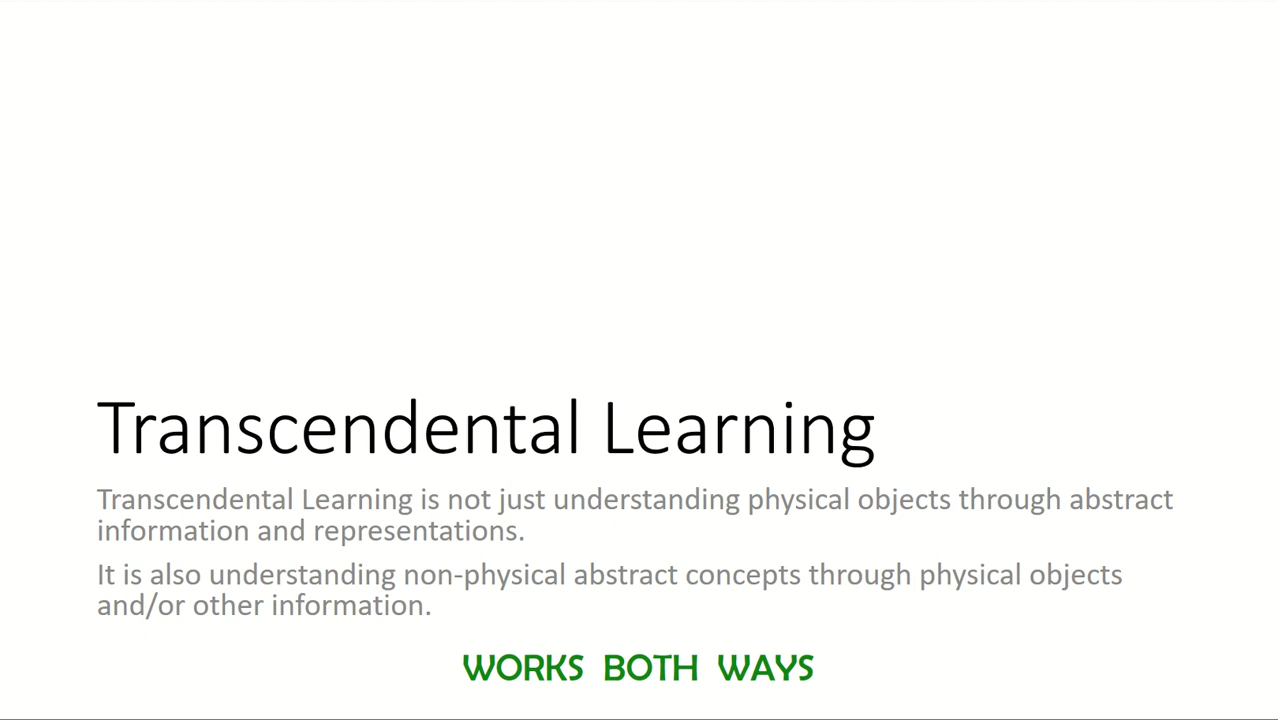 Transcendental Learning
Transcendental Learning is not just understanding physical objects through abstract
information and representations.
It is also understanding non-physical abstract concepts through physical objects
and/or other information.
WORKS BOTH WAYS